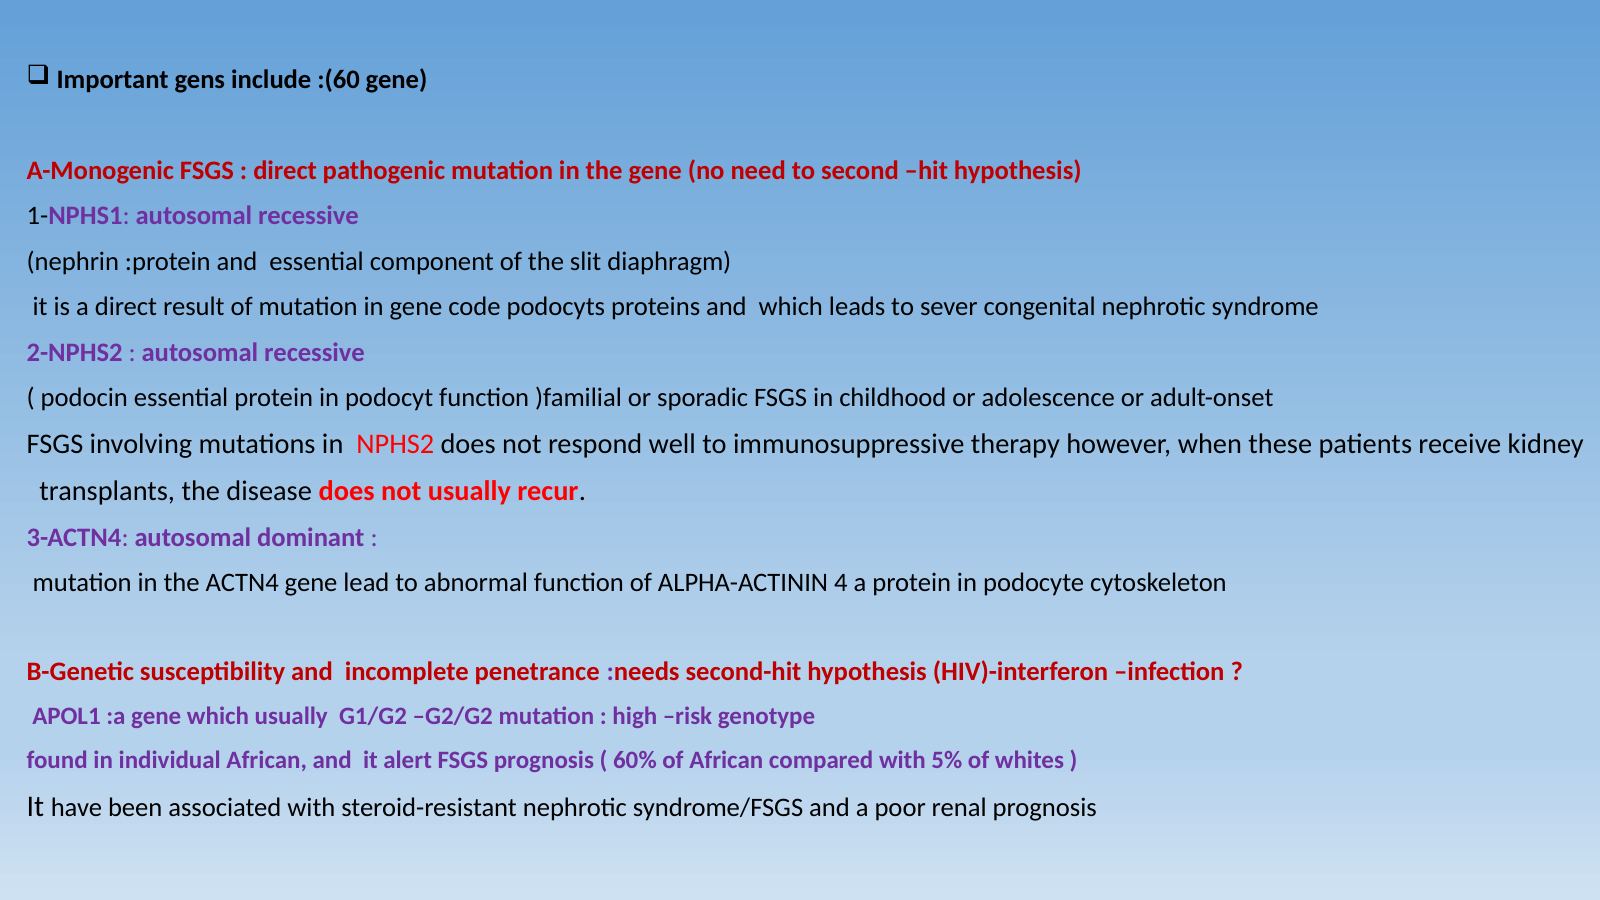 ❑ Important gens include :(60 gene)
A-Monogenic FSGS : direct pathogenic mutation in the gene (no need to second –hit hypothesis)
1-NPHS1: autosomal recessive
(nephrin :protein and  essential component of the slit diaphragm)
it is a direct result of mutation in gene code podocyts proteins and  which leads to sever congenital nephrotic syndrome
2-NPHS2 : autosomal recessive
( podocin essential protein in podocyt function )familial or sporadic FSGS in childhood or adolescence or adult-onset
FSGS involving mutations in  NPHS2 does not respond well to immunosuppressive therapy however, when these patients receive kidney
transplants, the disease does not usually recur.
3-ACTN4: autosomal dominant :
mutation in the ACTN4 gene lead to abnormal function of ALPHA-ACTININ 4 a protein in podocyte cytoskeleton
B-Genetic susceptibility and  incomplete penetrance :needs second-hit hypothesis (HIV)-interferon –infection ?
APOL1 :a gene which usually  G1/G2 –G2/G2 mutation : high –risk genotype
found in individual African, and  it alert FSGS prognosis ( 60% of African compared with 5% of whites )
It have been associated with steroid-resistant nephrotic syndrome/FSGS and a poor renal prognosis